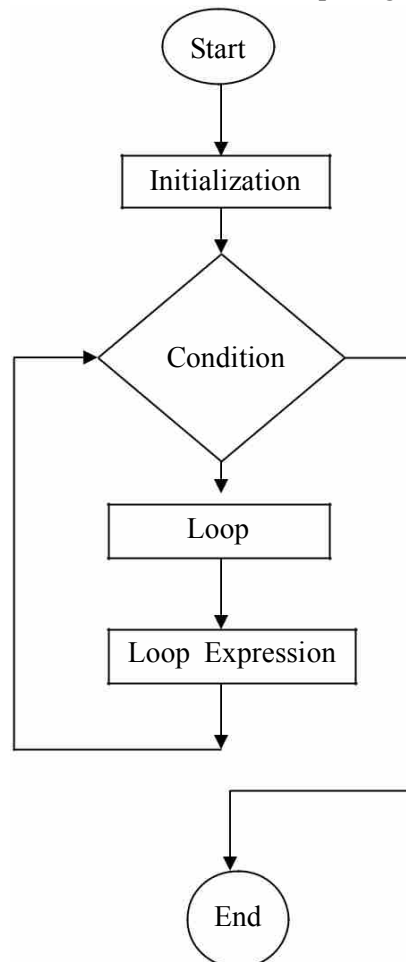 Start
Initialization
Condition
Loop
Loop Expression
End